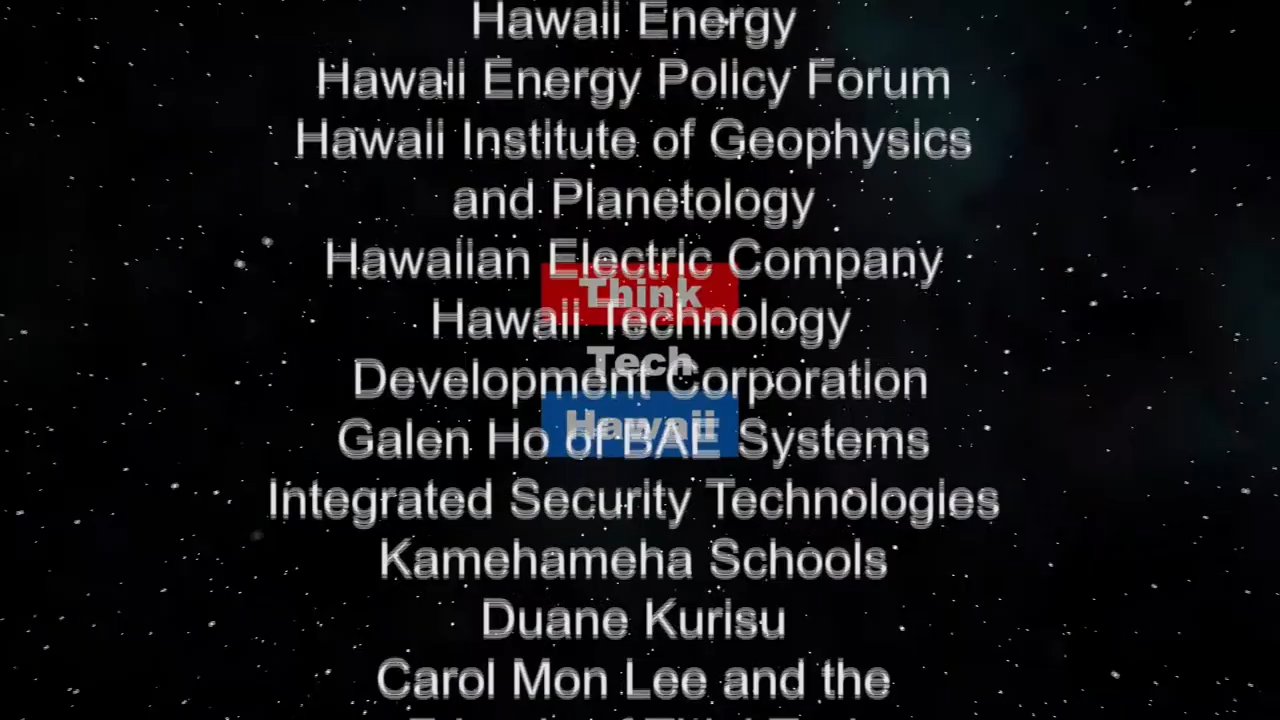 Hawaii Energy
Hawaii Energy Policy Forum
Hawaii Institute of Geophysics
and Planetology
Hawaiian Electric Company
Think
Hawaii Technology
Tech
Development Corporation
Hawaii
Galen Ho of BAE Systems
Integrated Security Technologies
Kamehameha Schools
Duane Kurisu
Carol Mon Lee and the